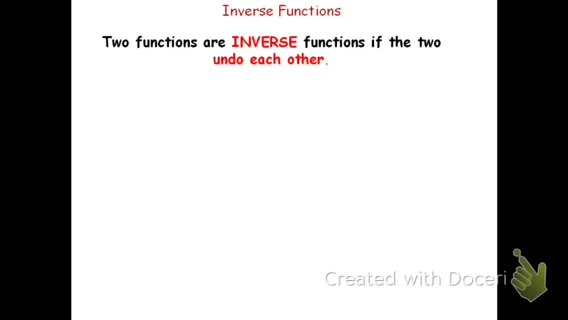 Inverse Functions
Two functions are INVERSE functions if the two
undo each other.
Created with Doceri